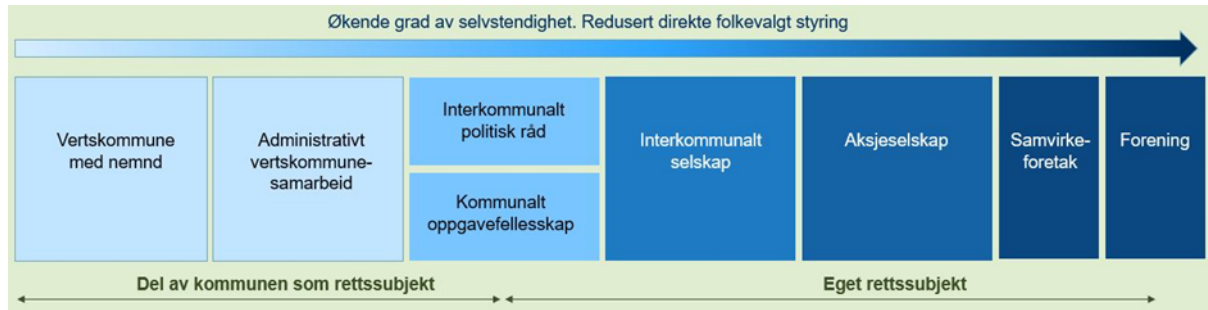 Økende grad av selvstendighet. Redusert direkte folkevalgt styring
Vertskommune
med nemnd
Administrativt
vertskommune-
samarbeid
Interkommunalt
politisk råd
Kommunalt
oppgavefellesskap
Interkommunalt
selskap
Aksjeselskap
Samvirke-
foretak
Forening
Del av kommunen som rettssubjekt
Eget rettssubjekt